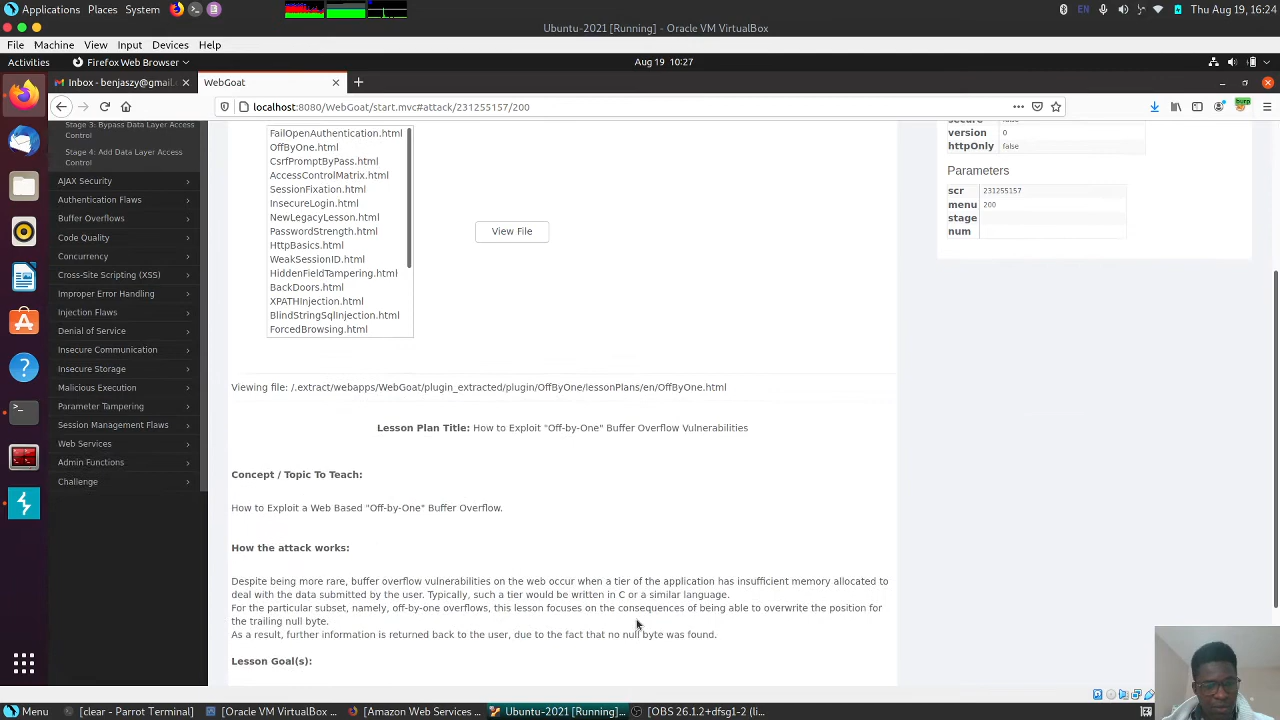 Applications Places System
EN
Thu Aug 19, 16:24
Ubuntu-2021 [Running] - Oracle VM VirtualBox
File Machine View Input Devices Help
Activities Firefox Web Browser
Aug 19 10:27
Inbox - benjaszy@gmail.c
WebGoat
localhost:8080/WebGoat/start.mvc#attack/231255157/200
Stage 3: Bypass Data Layer Access
Control
Stage 4: Add Data Layer Access
Control
AJAX Security
Authentication Flaws
Buffer Overflows
Code Quality
Concurrency
Cross-Site Scripting (XSS)
Improper Error Handling
Injection Flaws
Denial of Service
Insecure Communication
Insecure Storage
Malicious Execution
Parameter Tampering
Session Management Flaws
Web Services
Admin Functions
Challenge
FailOpenAuthentication.html
OffByOne.html
CsrfPromptByPass.html
AccessControlMatrix.html
SessionFixation.html
InsecureLogin.html
NewLegacyLesson.html
PasswordStrength.html
HttpBasics.html
WeakSessionID.html
HiddenFieldTampering.html
BackDoors.html
XPATHInjection.html
BlindStringSqlInjection.html
ForcedBrowsing.html
View File
Viewing file: /.extract/webapps/WebGoat/plugin_extracted/plugin/OffByOne/lessonPlans/en/OffByOne.html
Lesson Plan Title: How to Exploit "Off-by-One" Buffer Overflow Vulnerabilities
Concept / Topic To Teach:
How to Exploit a Web Based "Off-by-One" Buffer Overflow.
How the attack works:
Despite being more rare, buffer overflow vulnerabilities on the web occur when a tier of the application has insufficient memory allocated to
deal with the data submitted by the user. Typically, such a tier would be written in C or a similar language.
For the particular subset, namely, off-by-one overflows, this lesson focuses on the consequences of being able to overwrite the position for
the trailing null byte.
As a result, further information is returned back to the user, due to the fact that no null byte was found.
Lesson Goal(s):
secure false
version 0
httpOnly false
Parameters
scr 231255157
menu 200
stage
num
Menu
[clear - Parrot Terminal]
[Oracle VM VirtualBox ...
[Amazon Web Services ...
Ubuntu-2021 [Running]...
[OBS 26.1.2+dfsg1-2 (li...